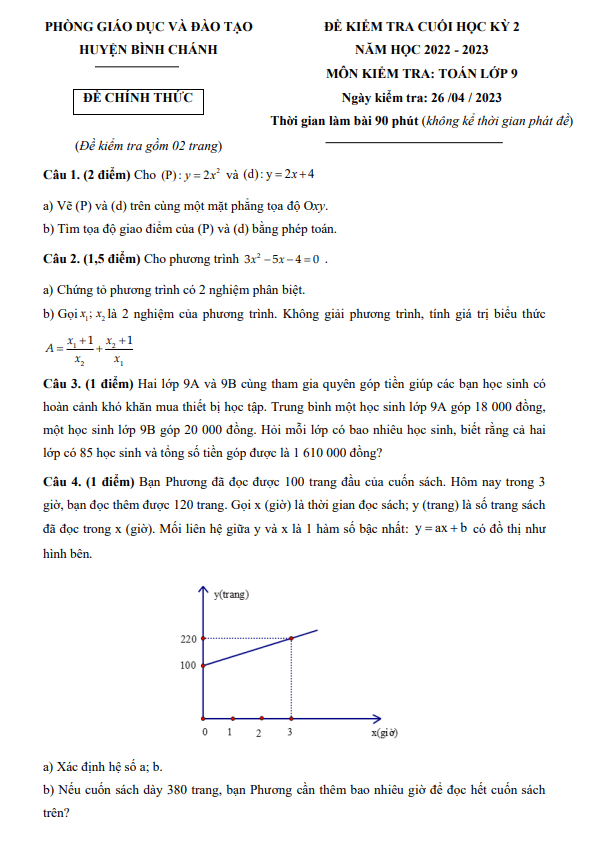 PHÒNG GIÁO DỤC VÀ ĐÀO TẠO
HUYỆN BÌNH CHÁNH
ĐỀ CHÍNH THỨC
(Đề kiểm tra gồm 02 trang)
ĐỀ KIỂM TRA CUỐI HỌC KỲ 2
NĂM HỌC 2022 - 2023
MÔN KIỂM TRA: TOÁN LỚP 9
Ngày kiểm tra: 26 /04 / 2023
Thời gian làm bài 90 phút (không kể thời gian phát đề)
Câu 1. (2 điểm) Cho (P): y = 2x² và (d): y = 2x + 4
a) Vẽ (P) và (d) trên cùng một mặt phẳng tọa độ Oxy.
b) Tìm tọa độ giao điểm của (P) và (d) bằng phép toán.
Câu 2. (1,5 điểm) Cho phương trình 3x² − 5x − 4 = 0 .
a) Chứng tỏ phương trình có 2 nghiệm phân biệt.
b) Gọi x₁; x₂ là 2 nghiệm của phương trình. Không giải phương trình, tính giá trị biểu thức
A = (x₁ + 1)/x₂ + (x₂ + 1)/x₁
Câu 3. (1 điểm) Hai lớp 9A và 9B cùng tham gia quyên góp tiền giúp các bạn học sinh có
hoàn cảnh khó khăn mua thiết bị học tập. Trung bình một học sinh lớp 9A góp 18 000 đồng,
một học sinh lớp 9B góp 20 000 đồng. Hỏi mỗi lớp có bao nhiêu học sinh, biết rằng cả hai
lớp có 85 học sinh và tổng số tiền góp được là 1 610 000 đồng?
Câu 4. (1 điểm) Bạn Phương đã đọc được 100 trang đầu của cuốn sách. Hôm nay trong 3
giờ, bạn đọc thêm được 120 trang. Gọi x (giờ) là thời gian đọc sách; y (trang) là số trang sách
đã đọc trong x (giờ). Mối liên hệ giữa y và x là 1 hàm số bậc nhất: y = ax + b có đồ thị như
hình bên.
y(trang)
220
100
0 1 2 3 x(giờ)
a) Xác định hệ số a; b.
b) Nếu cuốn sách dày 380 trang, bạn Phương cần thêm bao nhiêu giờ để đọc hết cuốn sách
trên?